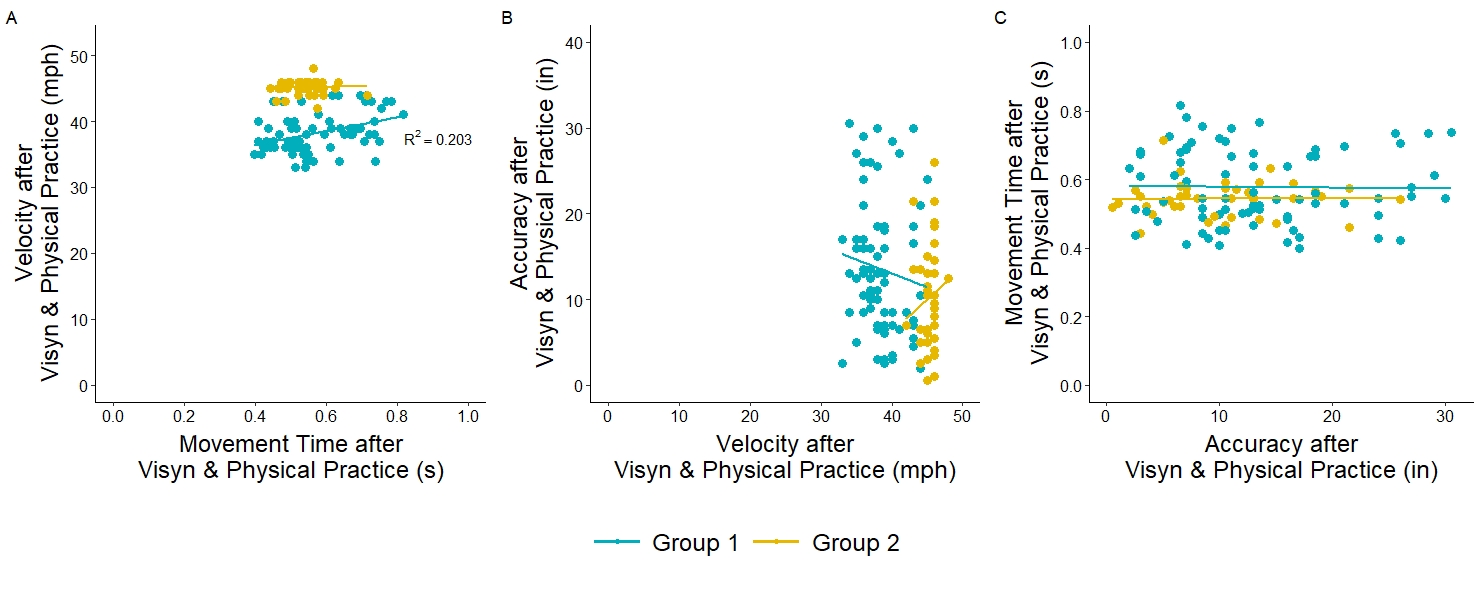 A
Velocity after
Visyn & Physical Practice (mph)
50
40
30
20
10
0
R² = 0.203
0.0 0.2 0.4 0.6 0.8 1.0
Movement Time after
Visyn & Physical Practice (s)
B
Accuracy after
Visyn & Physical Practice (in)
40
30
20
10
0
0 10 20 30 40 50
Velocity after
Visyn & Physical Practice (mph)
C
Movement Time after
Visyn & Physical Practice (s)
1.0
0.8
0.6
0.4
0.2
0.0
0 10 20 30
Accuracy after
Visyn & Physical Practice (in)
Group 1 Group 2